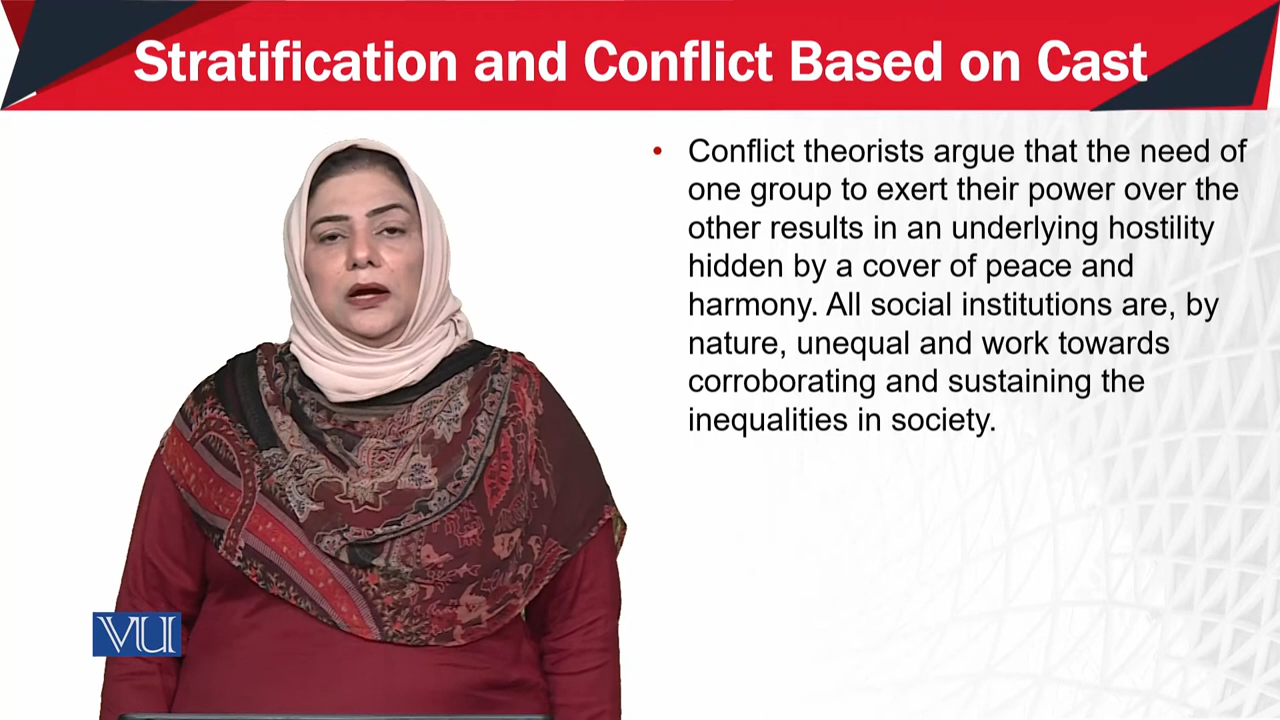 Stratification and Conflict Based on Cast
• Conflict theorists argue that the need of
one group to exert their power over the
other results in an underlying hostility
hidden by a cover of peace and
harmony. All social institutions are, by
nature, unequal and work towards
corroborating and sustaining the
inequalities in society.
VU